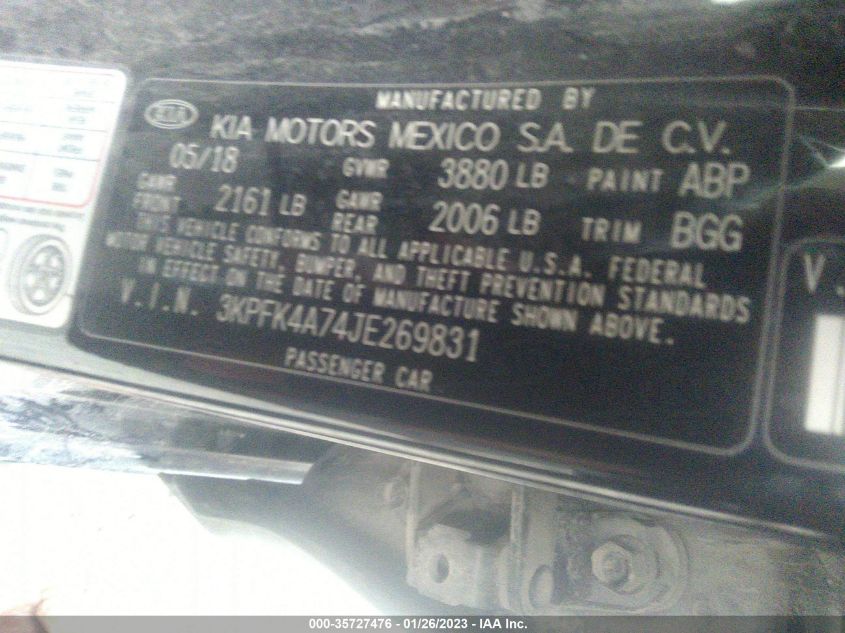 MANUFACTURED BY
KIA KIA MOTORS MEXICO S.A. DE C.V.
05/18 GVWR 3880 LB PAINT ABP
GAWR FRONT 2161 LB GAWR REAR 2006 LB TRIM BGG
THIS VEHICLE CONFORMS TO ALL APPLICABLE U.S.A. FEDERAL
MOTOR VEHICLE SAFETY, BUMPER, AND THEFT PREVENTION STANDARDS
IN EFFECT ON THE DATE OF MANUFACTURE SHOWN ABOVE.
V.I.N. 3KPFK4A74JE269831
PASSENGER CAR
V.
000-35727476 - 01/26/2023 - IAA Inc.